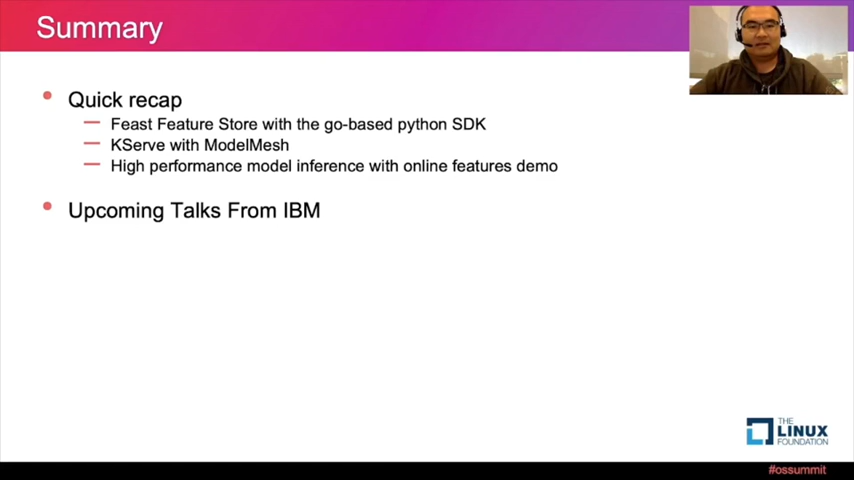 Summary
Quick recap
Feast Feature Store with the go-based python SDK
KServe with ModelMesh
High performance model inference with online features demo
Upcoming Talks From IBM
THE
LINUX
FOUNDATION
#ossummit